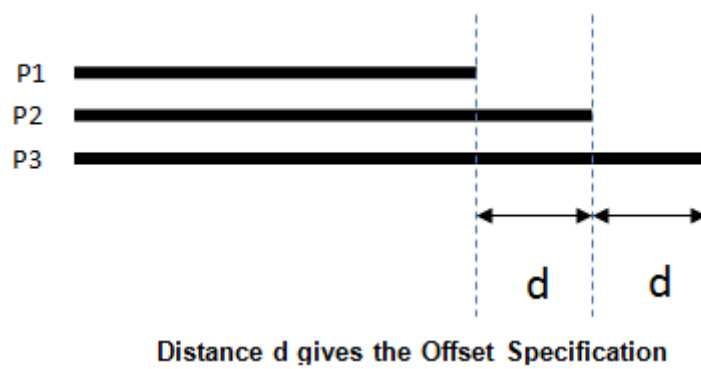 P1
P2
P3
d d
Distance d gives the Offset Specification